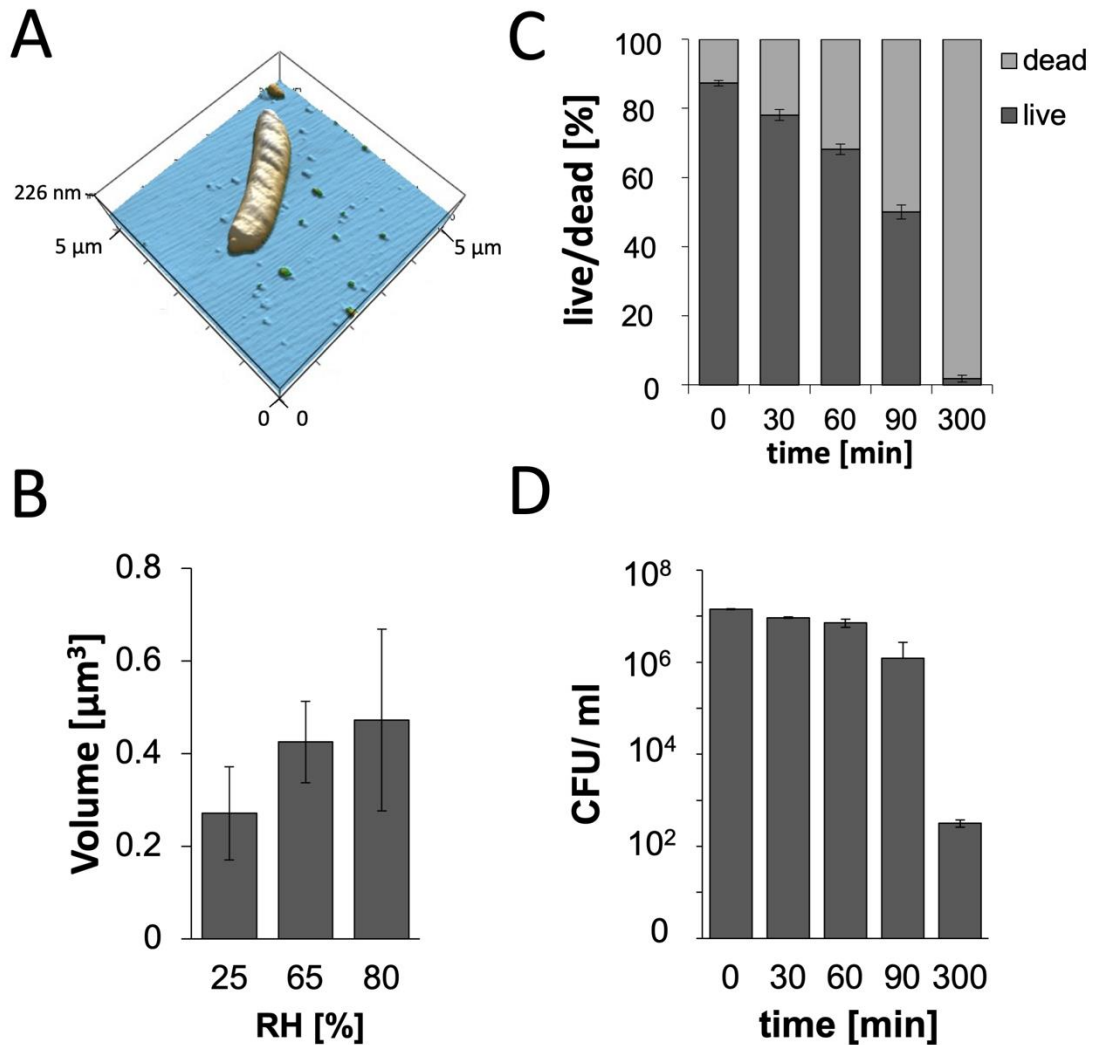 A
226 nm
5 µm
5 µm
0 0
B
0.8
0.6
0.4
0.2
0
Volume [µm³]
25 65 80
RH [%]
C
100
80
60
40
20
0
live/dead [%]
dead
live
0 30 60 90 300
time [min]
D
10⁸
10⁶
10⁴
10²
0
CFU/ ml
0 30 60 90 300
time [min]